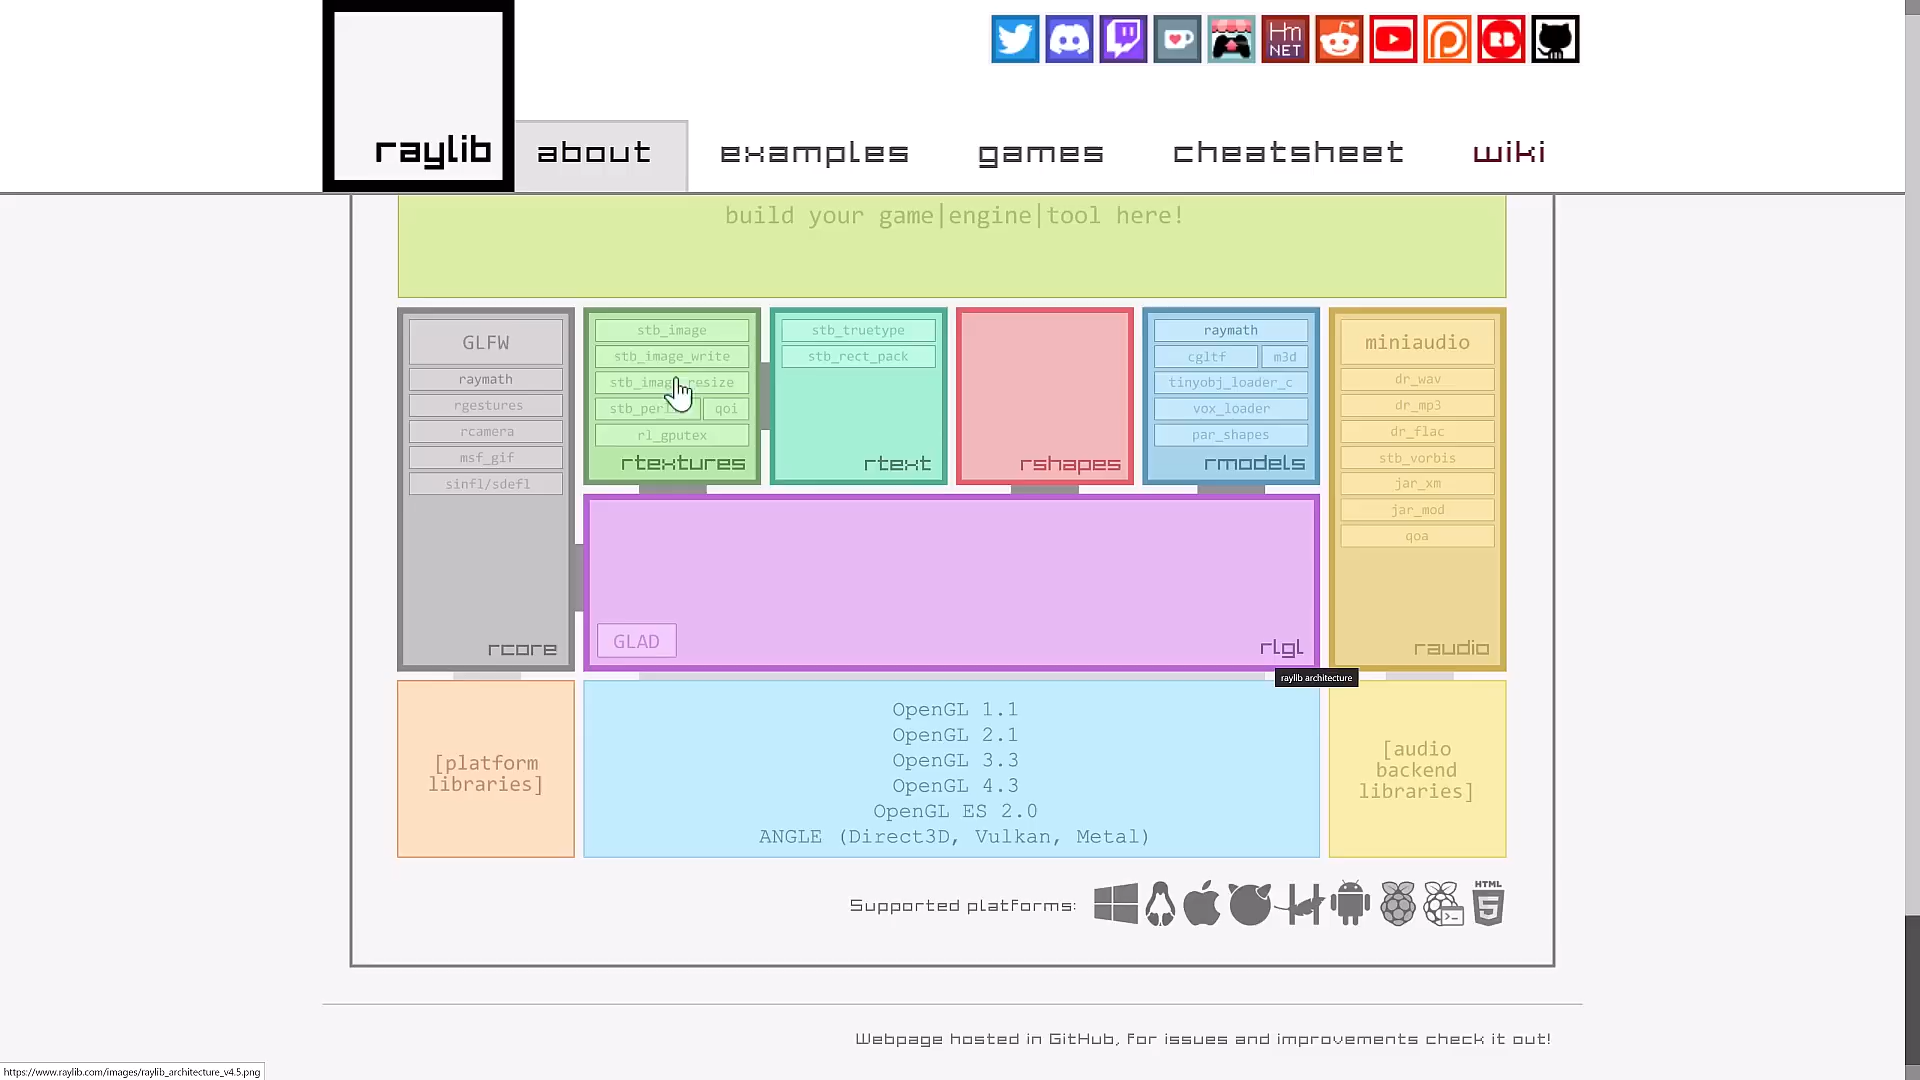 Hm
NET
raylib
about
examples
games
cheatsheet
wiki
build your game|engine|tool here!
GLFW
raymath
rgestures
rcamera
msf_gif
sinfl/sdefl
rcore
stb_image
stb_image_write
stb_image_resize
qoi
rl_gputex
rtextures
stb_truetype
stb_rect_pack
rtext
rshapes
raymath
cgltf
m3d
tinyobj_loader_c
vox_loader
par_shapes
rmodels
miniaudio
dr_wav
dr_mp3
dr_flac
stb_vorbis
jar_xm
jar_mod
qoa
raudio
GLAD
rlgl
raylib architecture
[platform
libraries]
OpenGL 1.1
OpenGL 2.1
OpenGL 3.3
OpenGL 4.3
OpenGL ES 2.0
ANGLE (Direct3D, Vulkan, Metal)
[audio
backend
libraries]
Supported platforms:
HTML
5
Webpage hosted in GitHub, for issues and improvements check it out!
https://www.raylib.com/images/raylib_architecture_v4.5.png